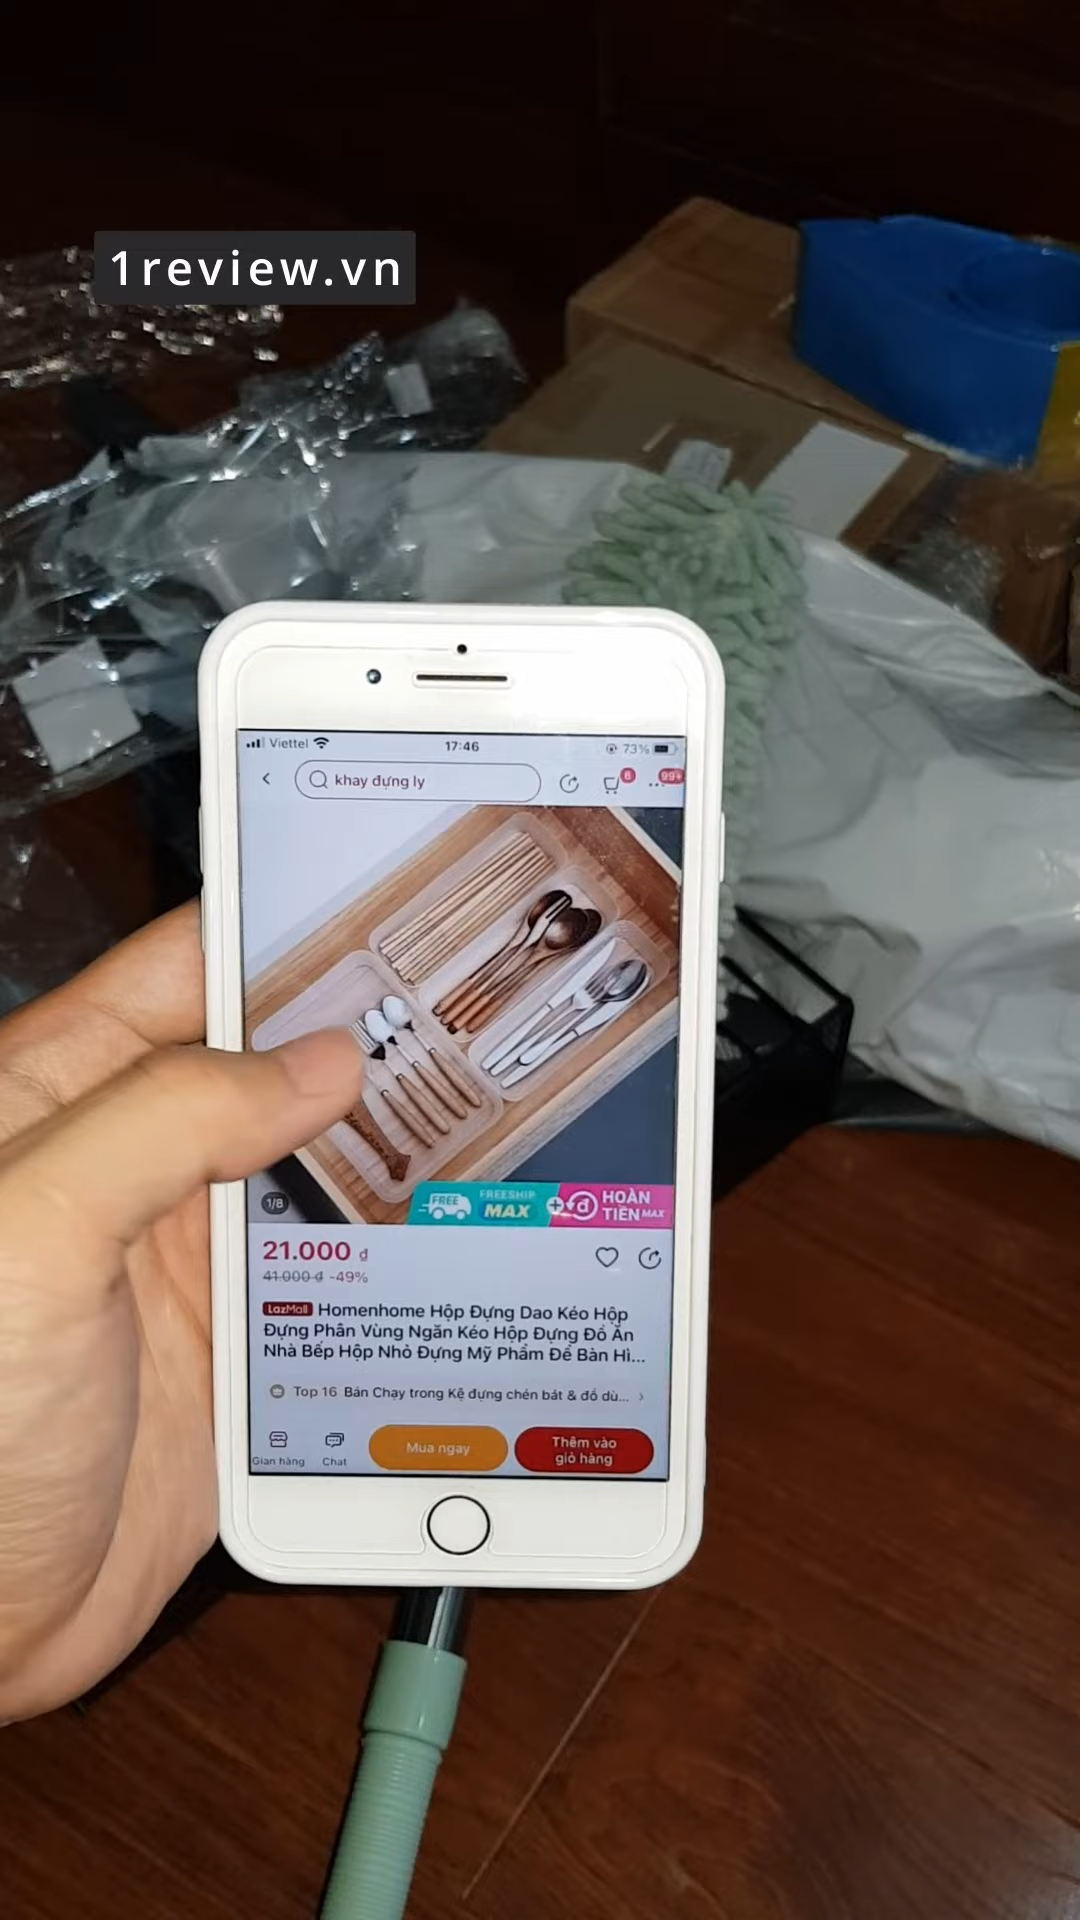 1review.vn
Viettel
17:46
73%
khay đựng ly
6
99+
1/8
FREE
FREESHIP
MAX
+
đ
HOÀN
TIỀN MAX
21.000 ₫
41.000 ₫ -49%
LazMall Homenhome Hộp Đựng Dao Kéo Hộp
Đựng Phân Vùng Ngăn Kéo Hộp Đựng Đồ Ăn
Nhà Bếp Hộp Nhỏ Đựng Mỹ Phẩm Để Bàn Hì...
Top 16 Bán Chạy trong Kệ đựng chén bát & đồ dù... >
Gian hàng
Chat
Mua ngay
Thêm vào
giỏ hàng